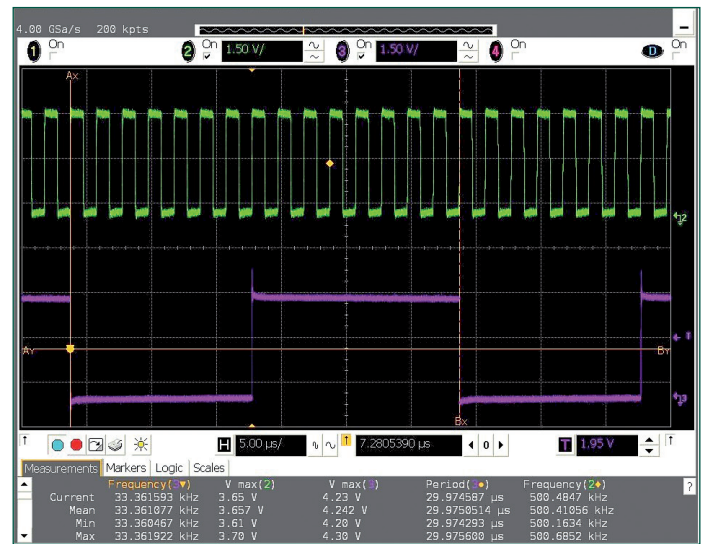 4.00 GSa/s 200 kpts
1 On 2 On 1.50 V/ 3 On 1.50 V/ 4 On D On
Ax
2
T
AY BY
3
Bx
H 5.00 µs/ 7.2805390 µs 0 T 1.95 V
Measurements Markers Logic Scales
Frequency(3) V max(2) V max(3) Period(3) Frequency(2) ?
Current 33.361593 kHz 3.65 V 4.23 V 29.974587 µs 500.4847 kHz
Mean 33.361077 kHz 3.657 V 4.242 V 29.9750514 µs 500.41056 kHz
Min 33.360467 kHz 3.61 V 4.20 V 29.974293 µs 500.1634 kHz
Max 33.361922 kHz 3.70 V 4.30 V 29.975600 µs 500.6852 kHz